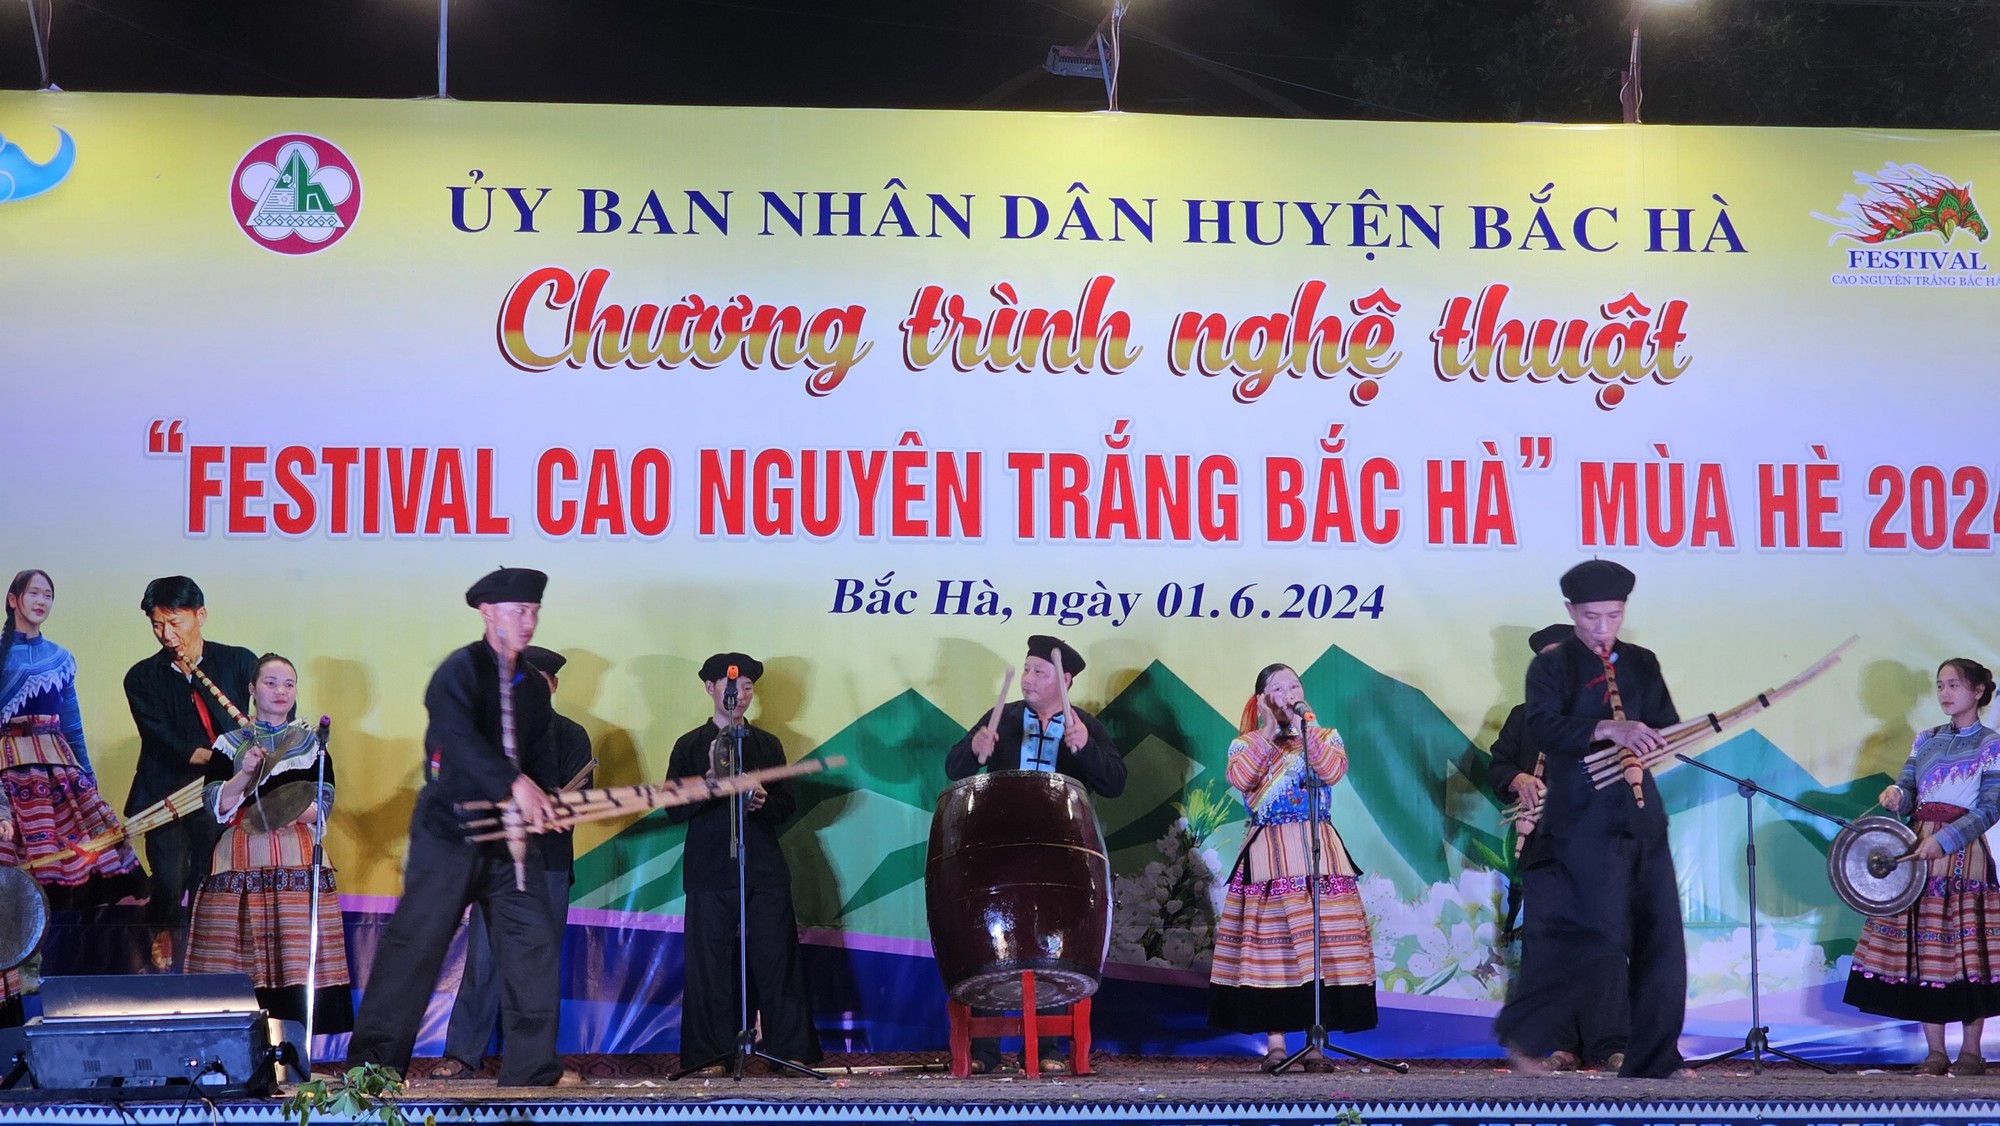 ỦY BAN NHÂN DÂN HUYỆN BẮC HÀ
FESTIVAL
CAO NGUYÊN TRẮNG BẮC HÀ
Chương trình nghệ thuật
“FESTIVAL CAO NGUYÊN TRẮNG BẮC HÀ” MÙA HÈ 2024
Bắc Hà, ngày 01.6.2024